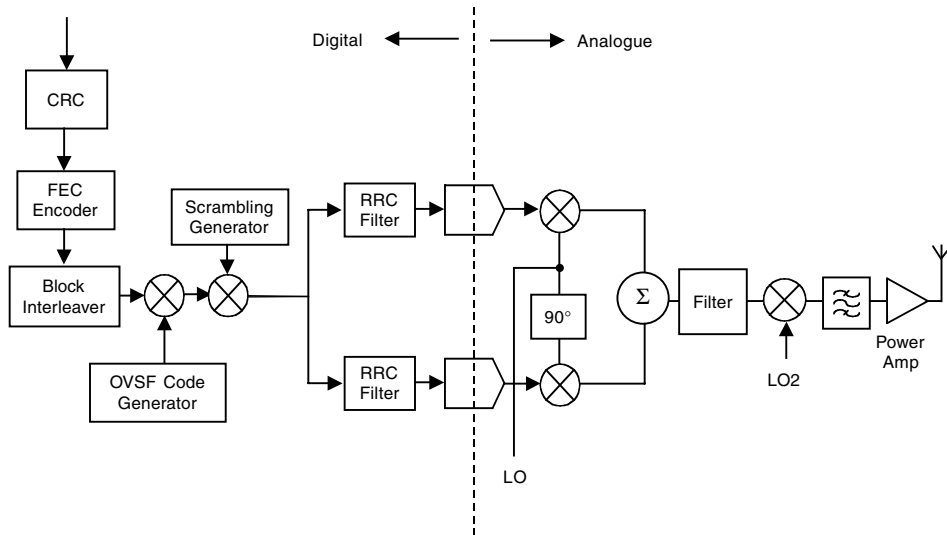 Digital
Analogue
CRC
FEC
Encoder
Scrambling
Generator
RRC
Filter
Block
Interleaver
90°
Σ
Filter
Power
Amp
OVSF Code
Generator
RRC
Filter
LO2
LO